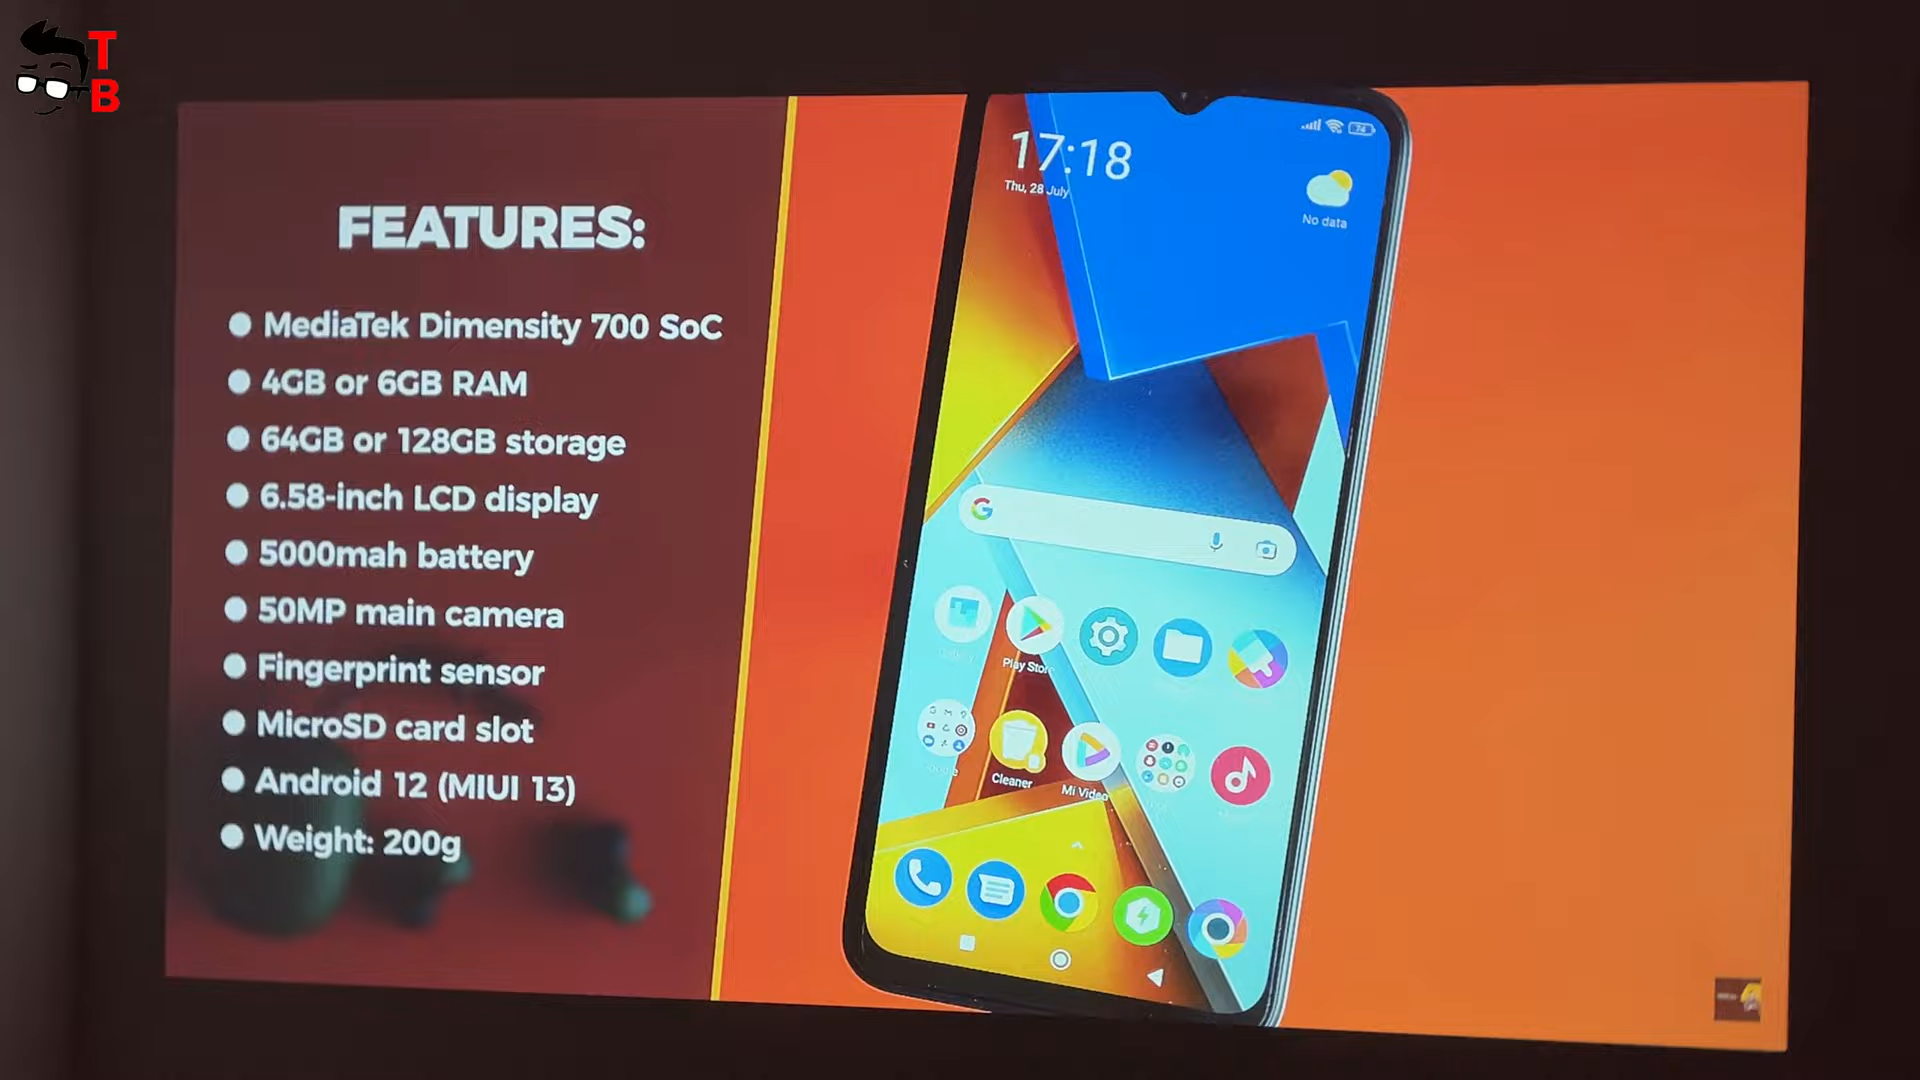 T
B
FEATURES:
● MediaTek Dimensity 700 SoC
● 4GB or 6GB RAM
● 64GB or 128GB storage
● 6.58-inch LCD display
● 5000mah battery
● 50MP main camera
● Fingerprint sensor
● MicroSD card slot
● Android 12 (MIUI 13)
● Weight: 200g
17:18
Thu, 28 July
74
No data
Play Store
Google
Cleaner
Mi Video